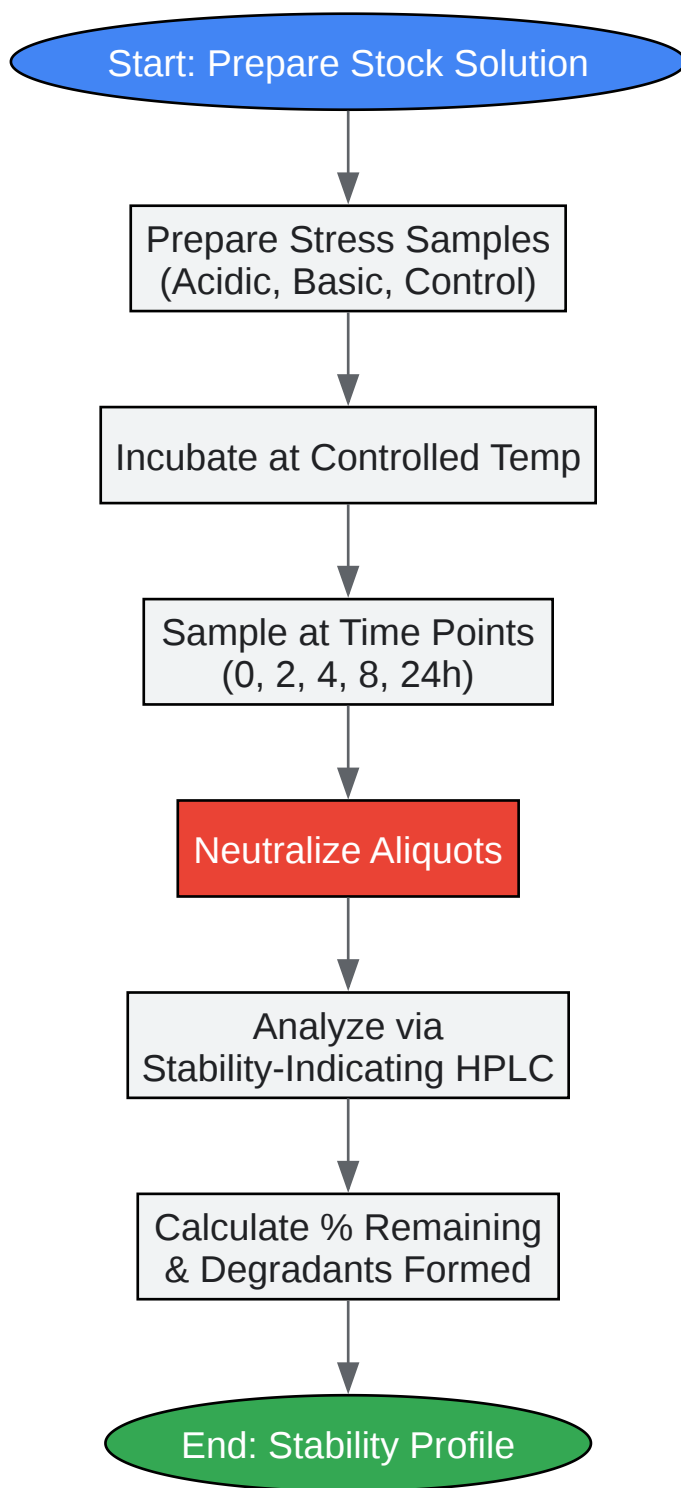 Start: Prepare Stock Solution
Prepare Stress Samples
(Acidic, Basic, Control)
Incubate at Controlled Temp
Sample at Time Points
(0, 2, 4, 8, 24h)
Neutralize Aliquots
Analyze via
Stability-Indicating HPLC
Calculate % Remaining
& Degradants Formed
End: Stability Profile